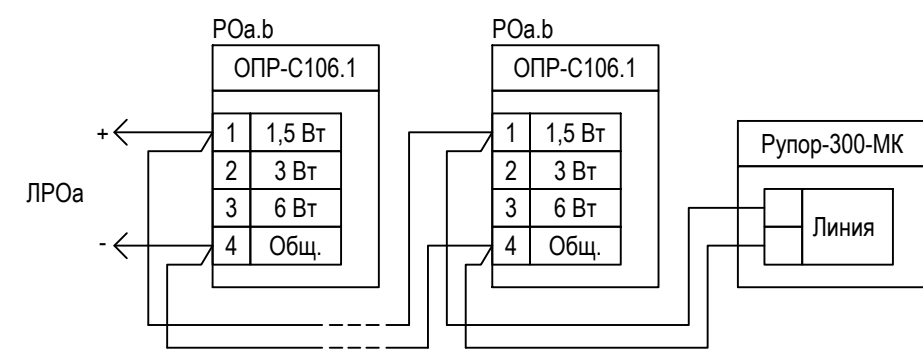 РОа.b
ОПР-С106.1
1 1,5 Вт
2 3 Вт
3 6 Вт
4 Общ.
+
ЛРОа
-
РОа.b
ОПР-С106.1
1 1,5 Вт
2 3 Вт
3 6 Вт
4 Общ.
Рупор-300-МК
Линия